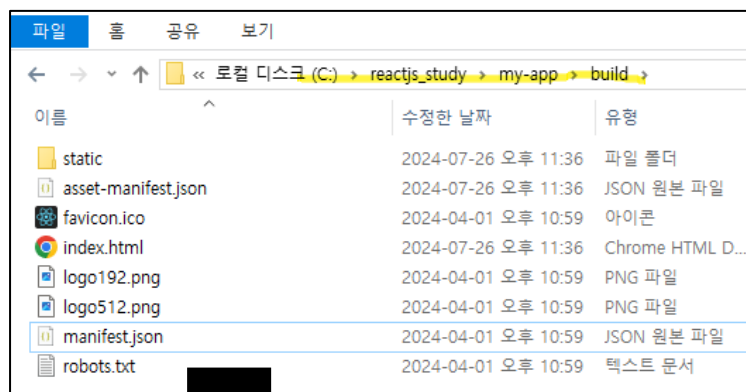 파일 홈 공유 보기
« 로컬 디스크 (C:) › reactjs_study › my-app › build ›
이름 수정한 날짜 유형
static 2024-07-26 오후 11:36 파일 폴더
asset-manifest.json 2024-07-26 오후 11:36 JSON 원본 파일
favicon.ico 2024-04-01 오후 10:59 아이콘
index.html 2024-07-26 오후 11:36 Chrome HTML D...
logo192.png 2024-04-01 오후 10:59 PNG 파일
logo512.png 2024-04-01 오후 10:59 PNG 파일
manifest.json 2024-04-01 오후 10:59 JSON 원본 파일
robots.txt 2024-04-01 오후 10:59 텍스트 문서